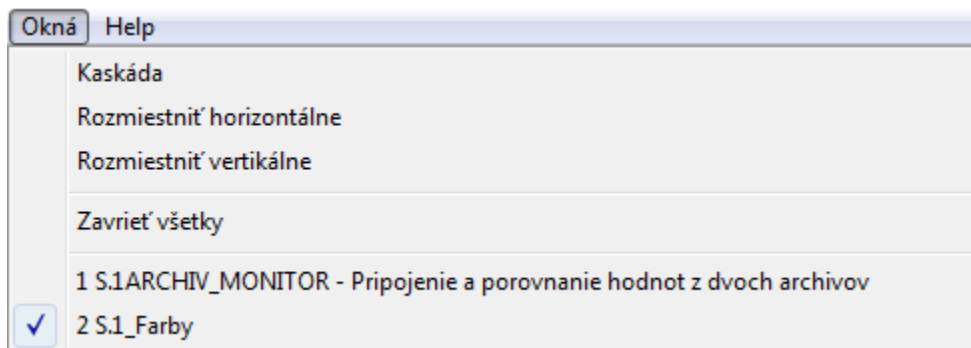 Okná Help
Kaskáda
Rozmiestniť horizontálne
Rozmiestniť vertikálne
Zavrieť všetky
1 S.1ARCHIV_MONITOR - Pripojenie a porovnanie hodnot z dvoch archivov
2 S.1_Farby